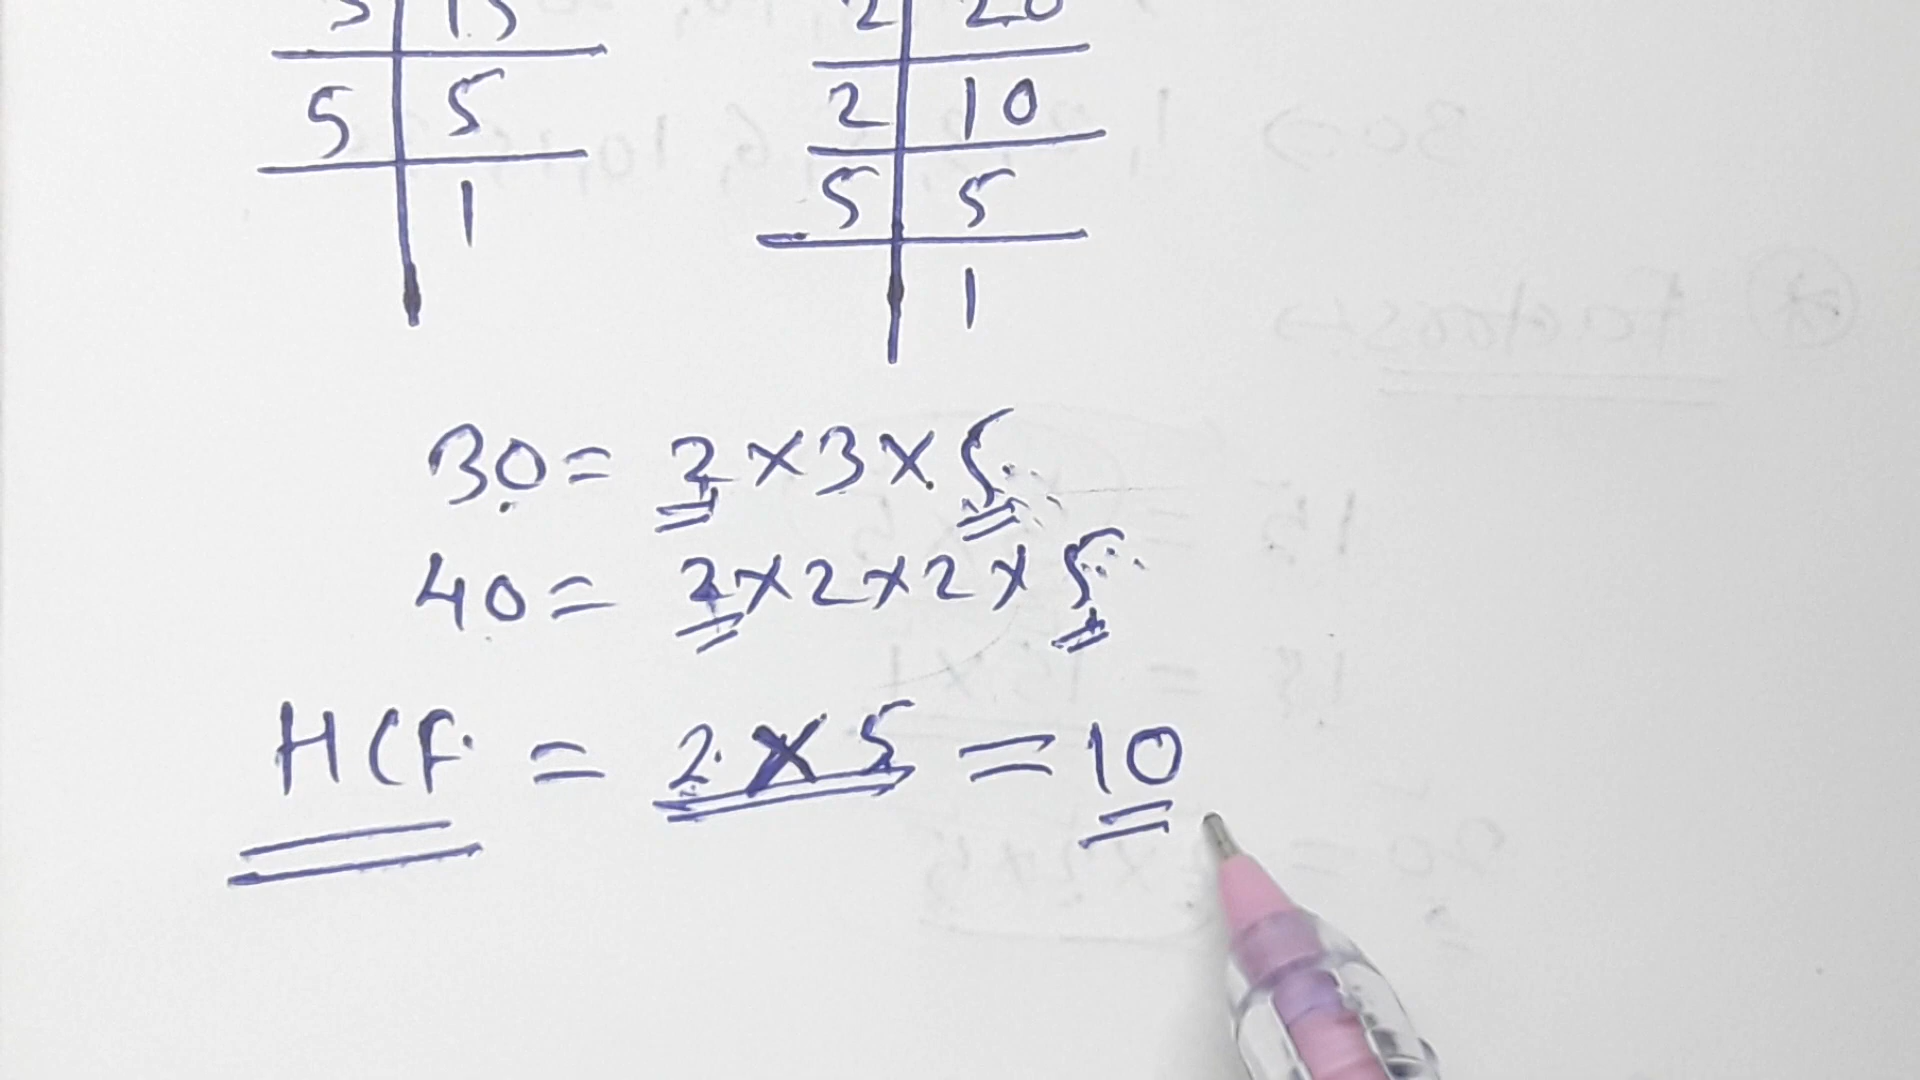 3 | 15
5 | 5
1
2 | 20
2 | 10
5 | 5
1
30 = 2 × 3 × 5
40 = 2 × 2 × 2 × 5
HCF = 2 × 5 = 10